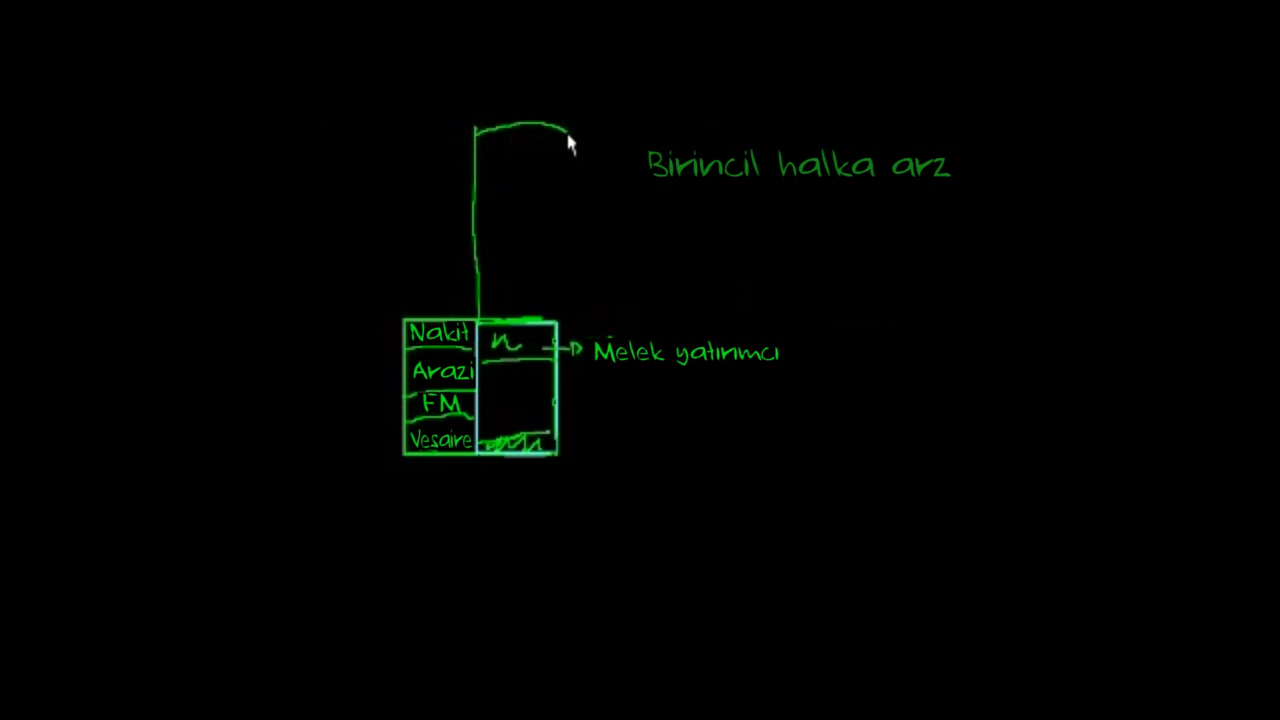 Birincil halka arz
Nakit
Melek yatırımcı
Arazi
FM
Vesaire